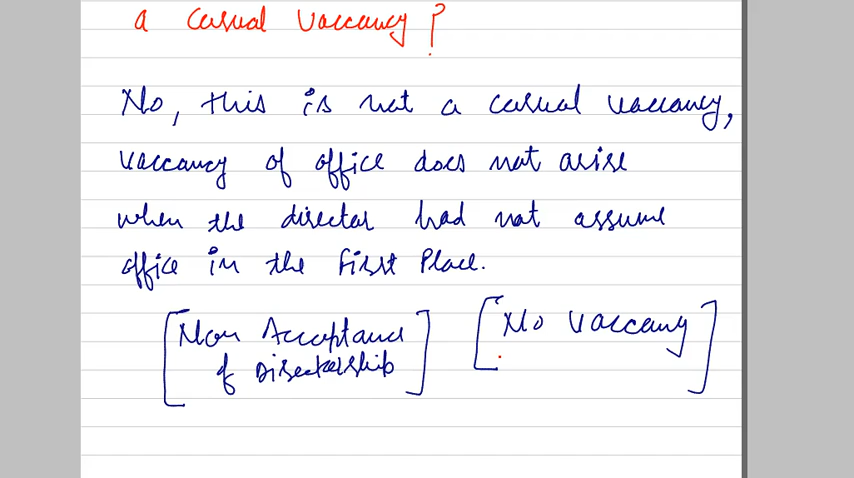 a casual vaccancy?
No, this is not a casual vaccancy,
vaccancy of office does not arise
when the director had not assume
office in the First Place.
[Non Acceptance of Directorship] [No vaccany]